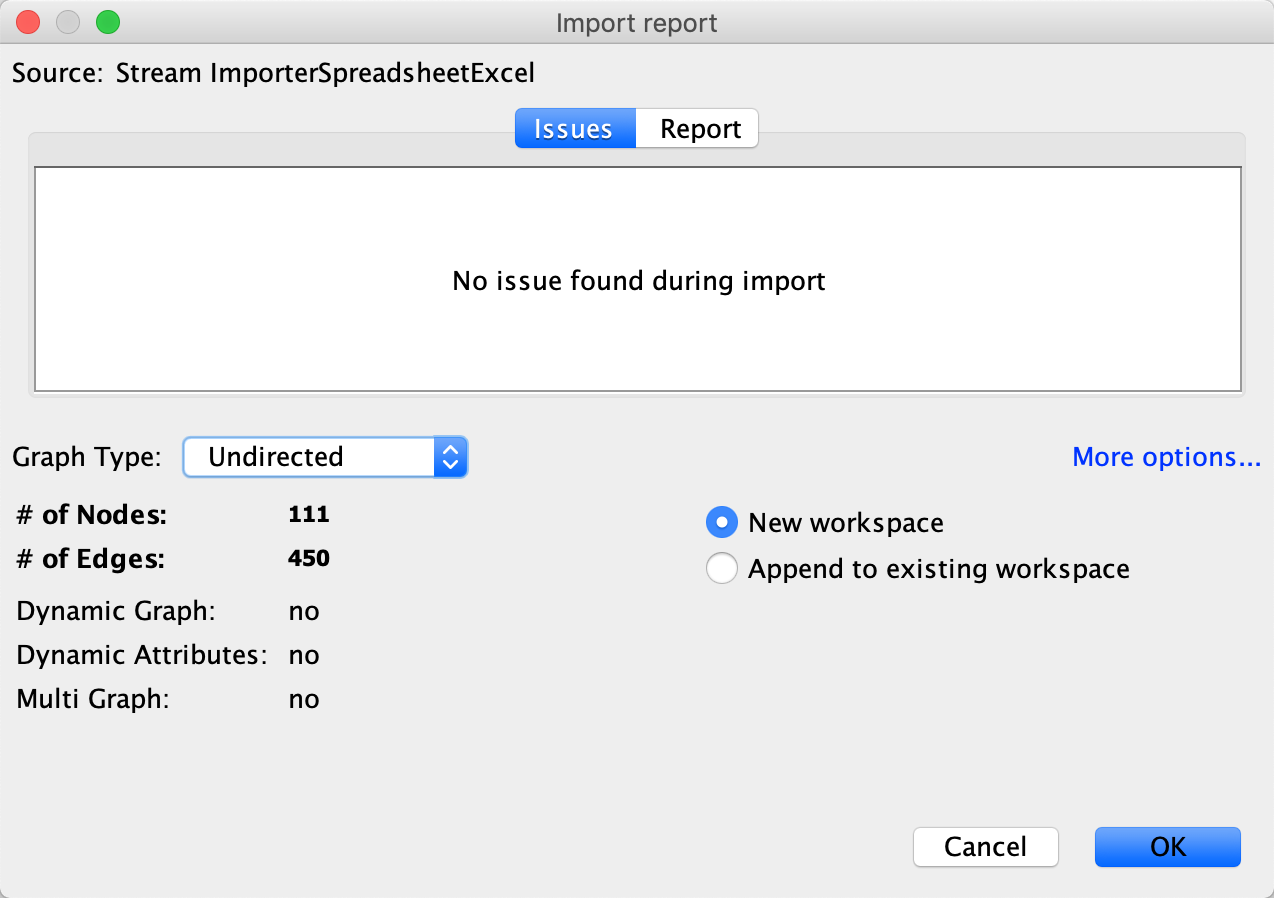 Import report
Source: Stream ImporterSpreadsheetExcel
Issues Report
No issue found during import
Graph Type: Undirected More options...
# of Nodes: 111
# of Edges: 450
Dynamic Graph: no
Dynamic Attributes: no
Multi Graph: no
New workspace
Append to existing workspace
Cancel OK